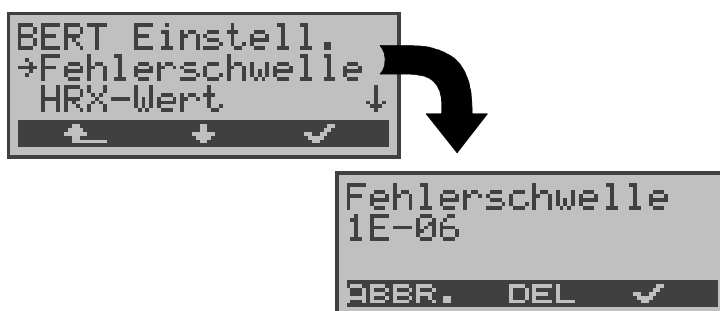 BERT Einstell.
→Fehlerschwelle
HRX-Wert ↓
Fehlerschwelle
1E-06
ABBR. DEL ✓